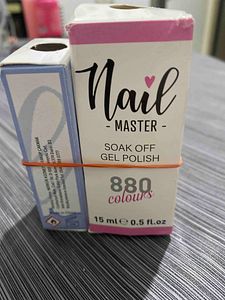 Nail
- MASTER -
SOAK OFF
GEL POLISH
880
colours
15 ml e 0.5 fl.oz